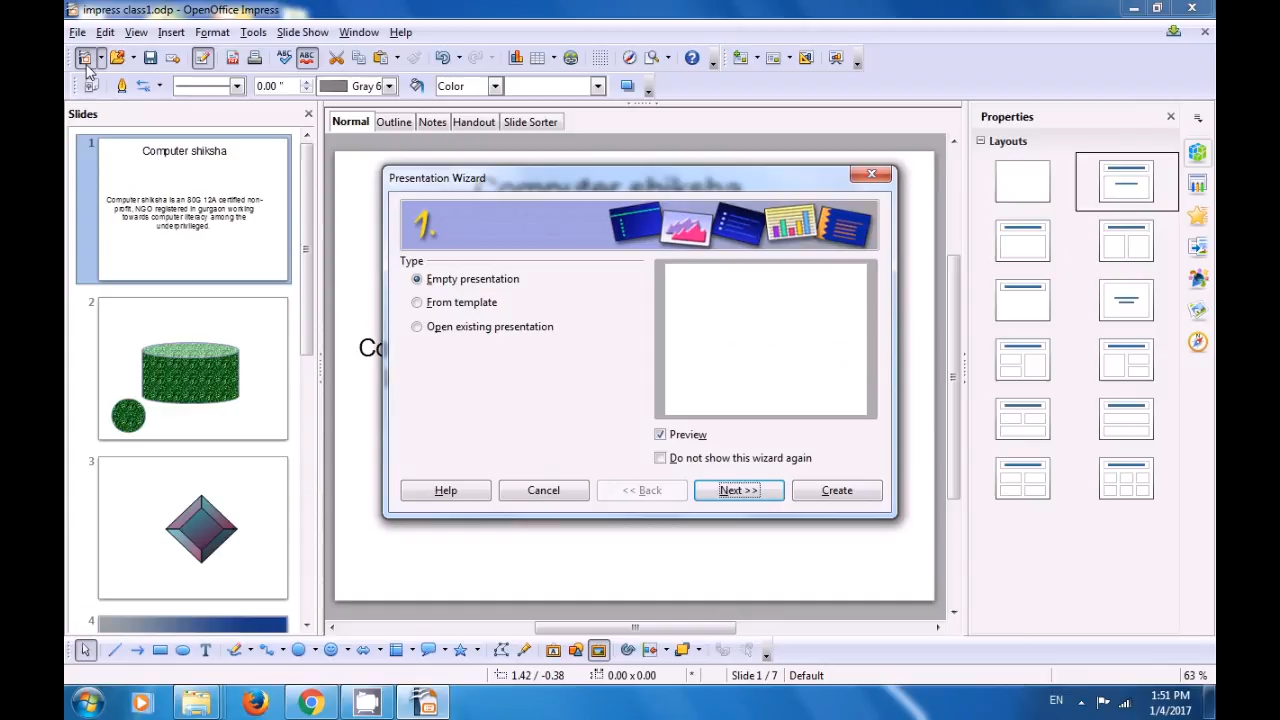 impress class1.odp - OpenOffice Impress
File Edit View Insert Format Tools Slide Show Window Help
0.00 " Gray 6 Color
Slides
Normal Outline Notes Handout Slide Sorter
Properties
Layouts
1
Computer shiksha
Computer shiksha is an 80G 12A certified non-
profit. NGO registered in gurgaon working
towards computer literacy among the
underprivileged.
2
3
4
Computer shiksha
Co
Presentation Wizard
1.
Type
Empty presentation
From template
Open existing presentation
Preview
Do not show this wizard again
Help Cancel << Back Next >> Create
1.42 / -0.38 0.00 x 0.00 * Slide 1 / 7 Default 63 %
EN 1:51 PM
1/4/2017